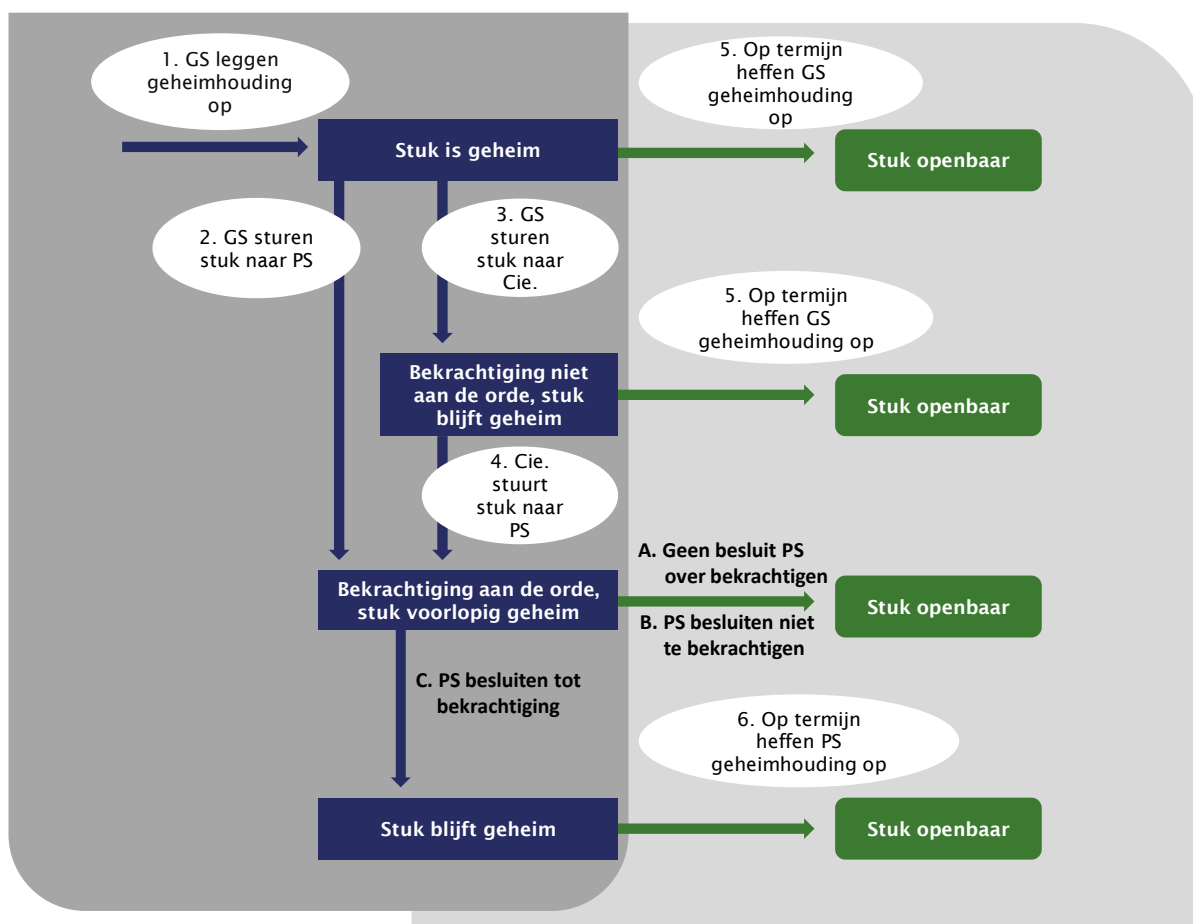 1. GS leggen
geheimhouding
op
5. Op termijn
heffen GS
geheimhouding
op
Stuk is geheim
Stuk openbaar
2. GS sturen
stuk naar PS
3. GS
sturen
stuk naar
Cie.
5. Op termijn
heffen GS
geheimhouding op
Bekrachtiging niet
aan de orde, stuk
blijft geheim
Stuk openbaar
4. Cie.
stuurt
stuk naar
PS
A. Geen besluit PS
over bekrachtigen
Bekrachtiging aan de orde,
stuk voorlopig geheim
Stuk openbaar
B. PS besluiten niet
te bekrachtigen
C. PS besluiten tot
bekrachtiging
6. Op termijn
heffen PS
geheimhouding op
Stuk blijft geheim
Stuk openbaar